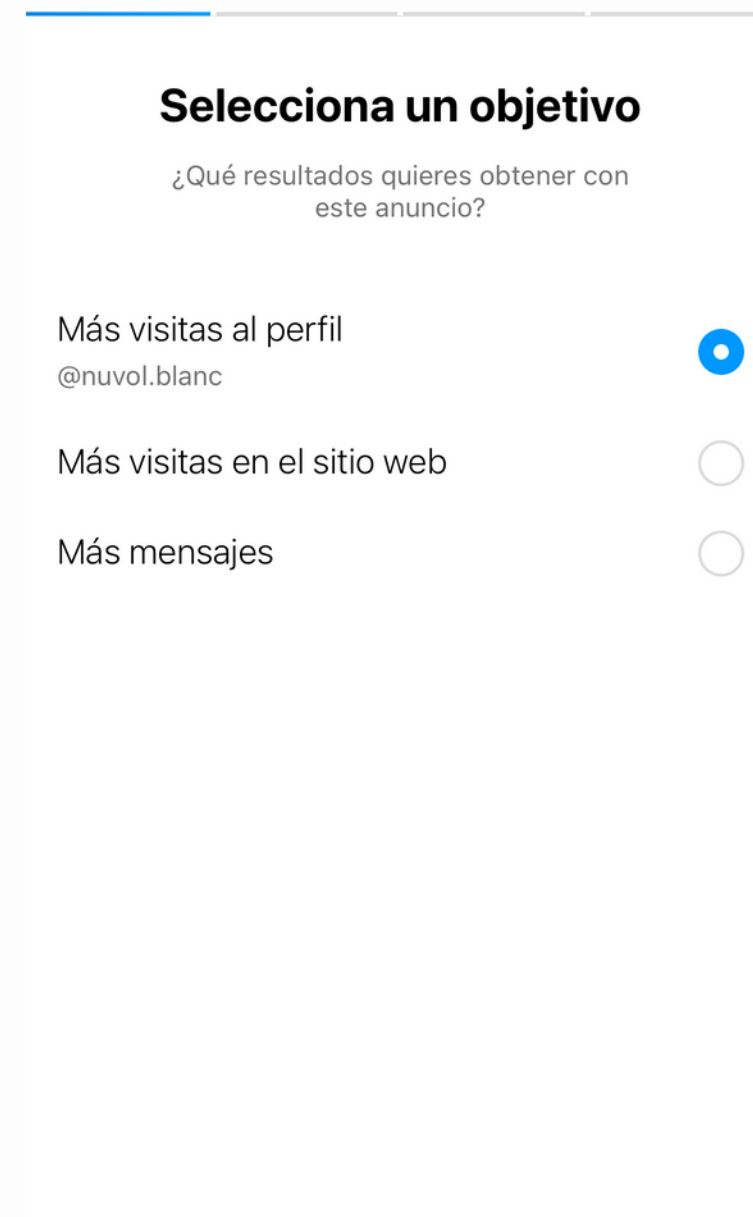 Selecciona un objetivo
¿Qué resultados quieres obtener con
este anuncio?
Más visitas al perfil
@nuvol.blanc
Más visitas en el sitio web
Más mensajes